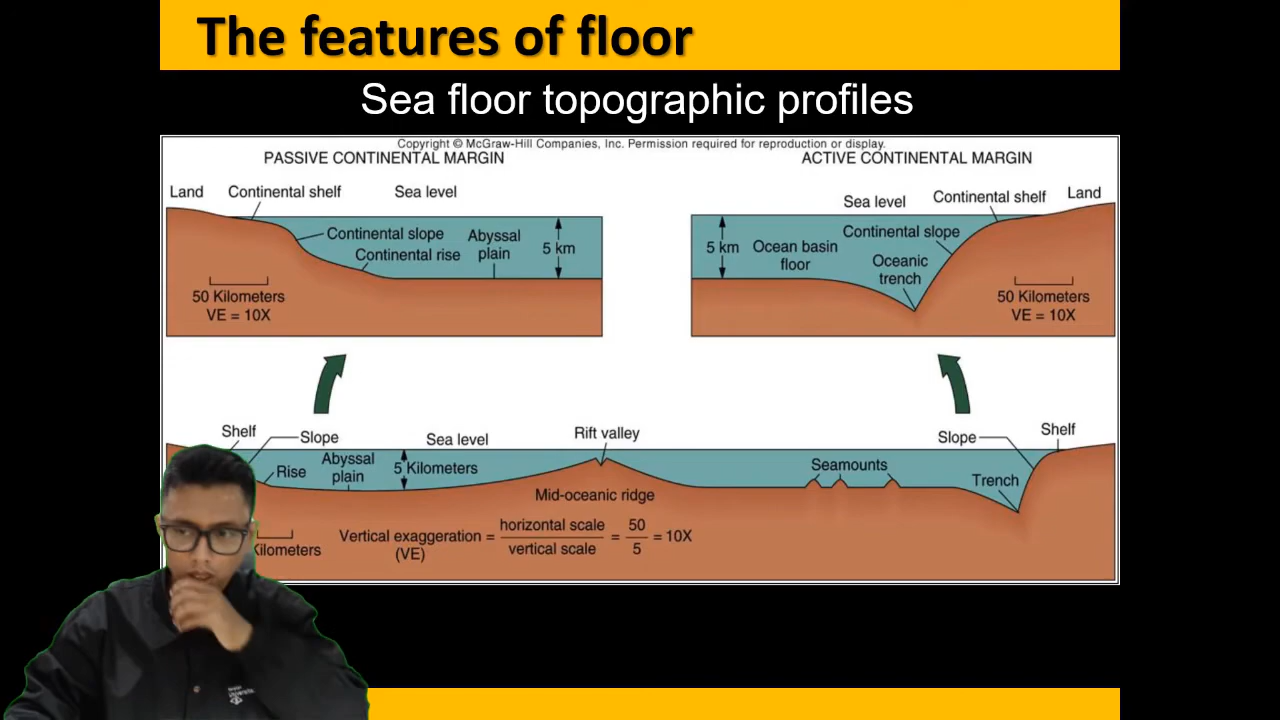 The features of floor
Sea floor topographic profiles
Copyright © McGraw-Hill Companies, Inc. Permission required for reproduction or display.
PASSIVE CONTINENTAL MARGIN
ACTIVE CONTINENTAL MARGIN
Land
Continental shelf
Sea level
Continental slope
Continental rise
Abyssal
plain
5 km
50 Kilometers
VE = 10X
Sea level
Continental shelf
Land
5 km
Ocean basin
floor
Continental slope
Oceanic
trench
50 Kilometers
VE = 10X
Shelf
Slope
Sea level
Rift valley
Slope
Shelf
Rise
Abyssal
plain
5 Kilometers
Seamounts
Trench
Mid-oceanic ridge
Kilometers
Vertical exaggeration = horizontal scale / vertical scale = 50 / 5 = 10X
(VE)